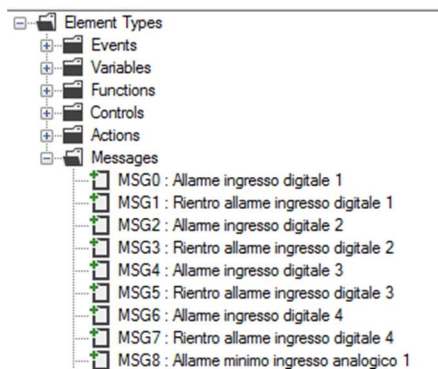 Element Types
Events
Variables
Functions
Controls
Actions
Messages
MSG0 : Allarme ingresso digitale 1
MSG1 : Rientro allarme ingresso digitale 1
MSG2 : Allarme ingresso digitale 2
MSG3 : Rientro allarme ingresso digitale 2
MSG4 : Allarme ingresso digitale 3
MSG5 : Rientro allarme ingresso digitale 3
MSG6 : Allarme ingresso digitale 4
MSG7 : Rientro allarme ingresso digitale 4
MSG8 : Allarme minimo ingresso analogico 1